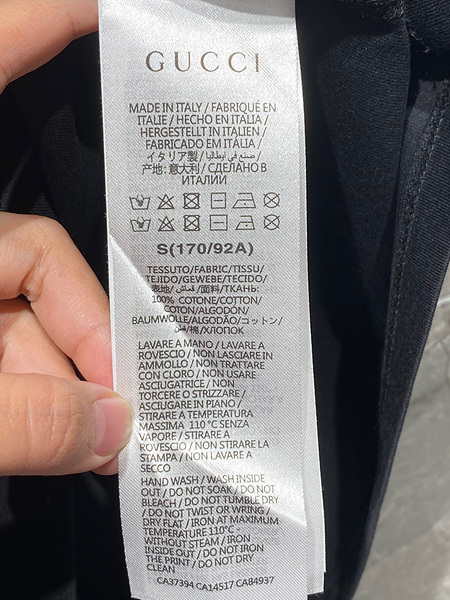 GUCCI
MADE IN ITALY / FABRIQUÉ EN
ITALIE / HECHO EN ITALIA /
HERGESTELLT IN ITALIEN /
FABRICADO EM ITÁLIA /
イタリア製 / صنع في ايطاليا /
产地: 意大利 / СДЕЛАНО В
ИТАЛИИ
S(170/92A)
TESSUTO/FABRIC/TISSU/
TEJIDO/GEWEBE/TECIDO/
表地/قماش/面料/ТКАНЬ:
100% COTONE/COTTON/
COTON/ALGODÓN/
BAUMWOLLE/ALGODÃO/コットン/
قطن/棉/ХЛОПОК
LAVARE A MANO / LAVARE A
ROVESCIO / NON LASCIARE IN
AMMOLLO / NON TRATTARE
CON CLORO / NON USARE
ASCIUGATRICE / NON
TORCERE O STRIZZARE /
ASCIUGARE IN PIANO /
STIRARE A TEMPERATURA
MASSIMA 110 °C SENZA
VAPORE / STIRARE A
ROVESCIO / NON STIRARE LA
STAMPA / NON LAVARE A
SECCO
HAND WASH / WASH INSIDE
OUT / DO NOT SOAK / DO NOT
BLEACH / DO NOT TUMBLE DRY
/ DO NOT TWIST OR WRING /
DRY FLAT / IRON AT MAXIMUM
TEMPERATURE 110°C
WITHOUT STEAM / IRON
INSIDE OUT / DO NOT IRON
THE PRINT / DO NOT DRY
CLEAN
CA37394 CA14517 CA84937